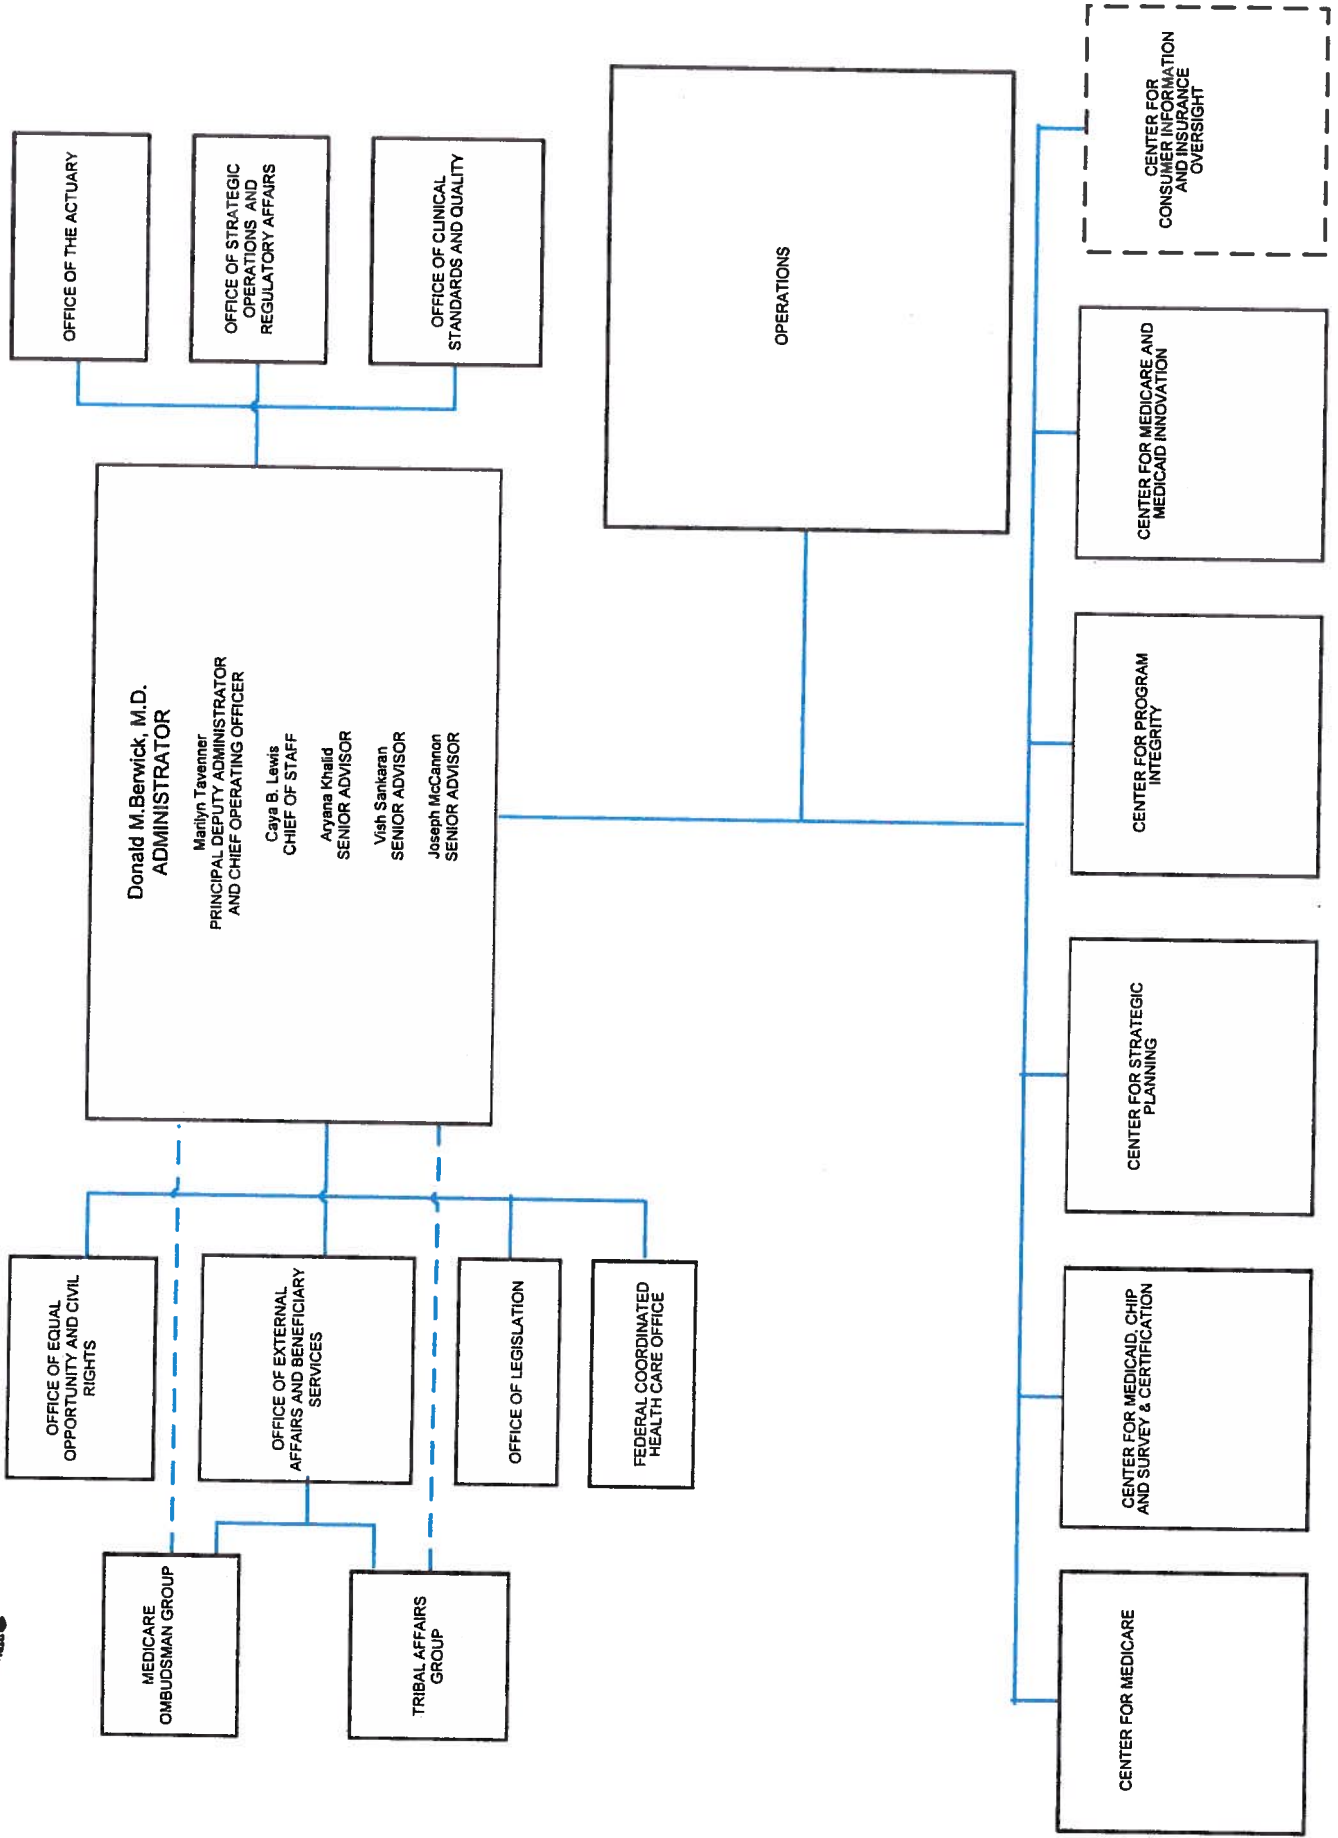 Donald M.Berwick, M.D.
ADMINISTRATOR
Marilyn Tavenner
PRINCIPAL DEPUTY ADMINISTRATOR
AND CHIEF OPERATING OFFICER
Caya B. Lewis
CHIEF OF STAFF
Aryana Khalid
SENIOR ADVISOR
Vish Sankaran
SENIOR ADVISOR
Joseph McCannon
SENIOR ADVISOR
OFFICE OF EQUAL
OPPORTUNITY AND CIVIL
RIGHTS
MEDICARE
OMBUDSMAN GROUP
OFFICE OF EXTERNAL
AFFAIRS AND BENEFICIARY
SERVICES
TRIBAL AFFAIRS
GROUP
OFFICE OF LEGISLATION
FEDERAL COORDINATED
HEALTH CARE OFFICE
OFFICE OF THE ACTUARY
OFFICE OF STRATEGIC
OPERATIONS AND
REGULATORY AFFAIRS
OFFICE OF CLINICAL
STANDARDS AND QUALITY
OPERATIONS
CENTER FOR MEDICARE
CENTER FOR MEDICAID, CHIP
AND SURVEY & CERTIFICATION
CENTER FOR STRATEGIC
PLANNING
CENTER FOR PROGRAM
INTEGRITY
CENTER FOR MEDICARE AND
MEDICAID INNOVATION
CENTER FOR
CONSUMER INFORMATION
AND INSURANCE
OVERSIGHT